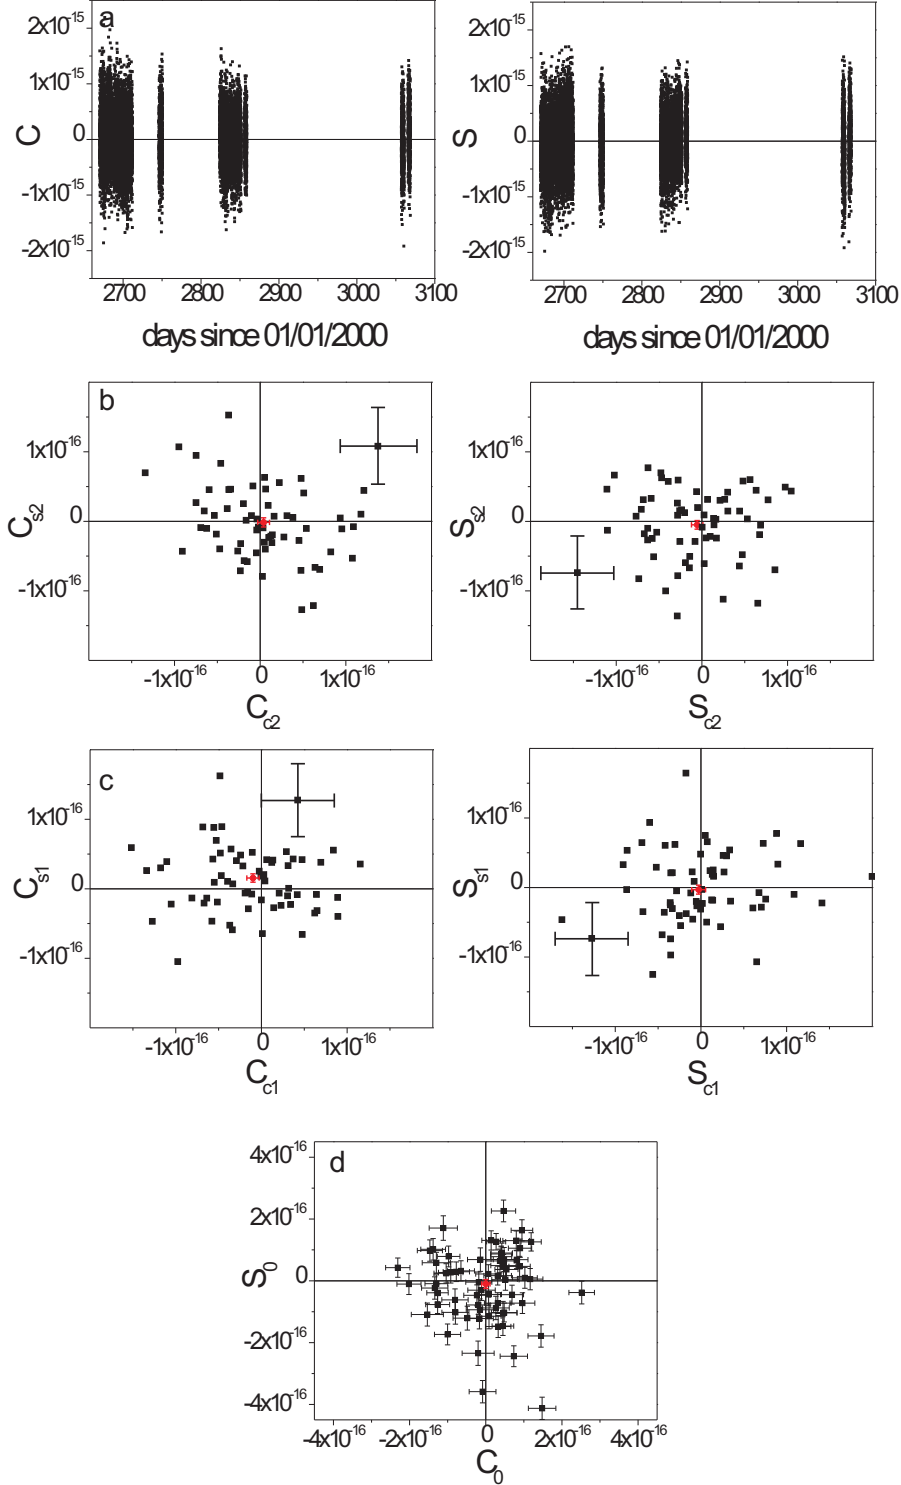 a
C
2x10-15
1x10-15
0
-1x10-15
-2x10-15
2700 2800 2900 3000 3100
days since 01/01/2000
S
2x10-15
1x10-15
0
-1x10-15
-2x10-15
2700 2800 2900 3000 3100
days since 01/01/2000
b
Cs2
1x10-16
0
-1x10-16
-1x10-16 0 1x10-16
Cc2
Ss2
1x10-16
0
-1x10-16
-1x10-16 0 1x10-16
Sc2
c
Cs1
1x10-16
0
-1x10-16
-1x10-16 0 1x10-16
Cc1
Ss1
1x10-16
0
-1x10-16
-1x10-16 0 1x10-16
Sc1
d
S0
4x10-16
2x10-16
0
-2x10-16
-4x10-16
-4x10-16 -2x10-16 0 2x10-16 4x10-16
C0